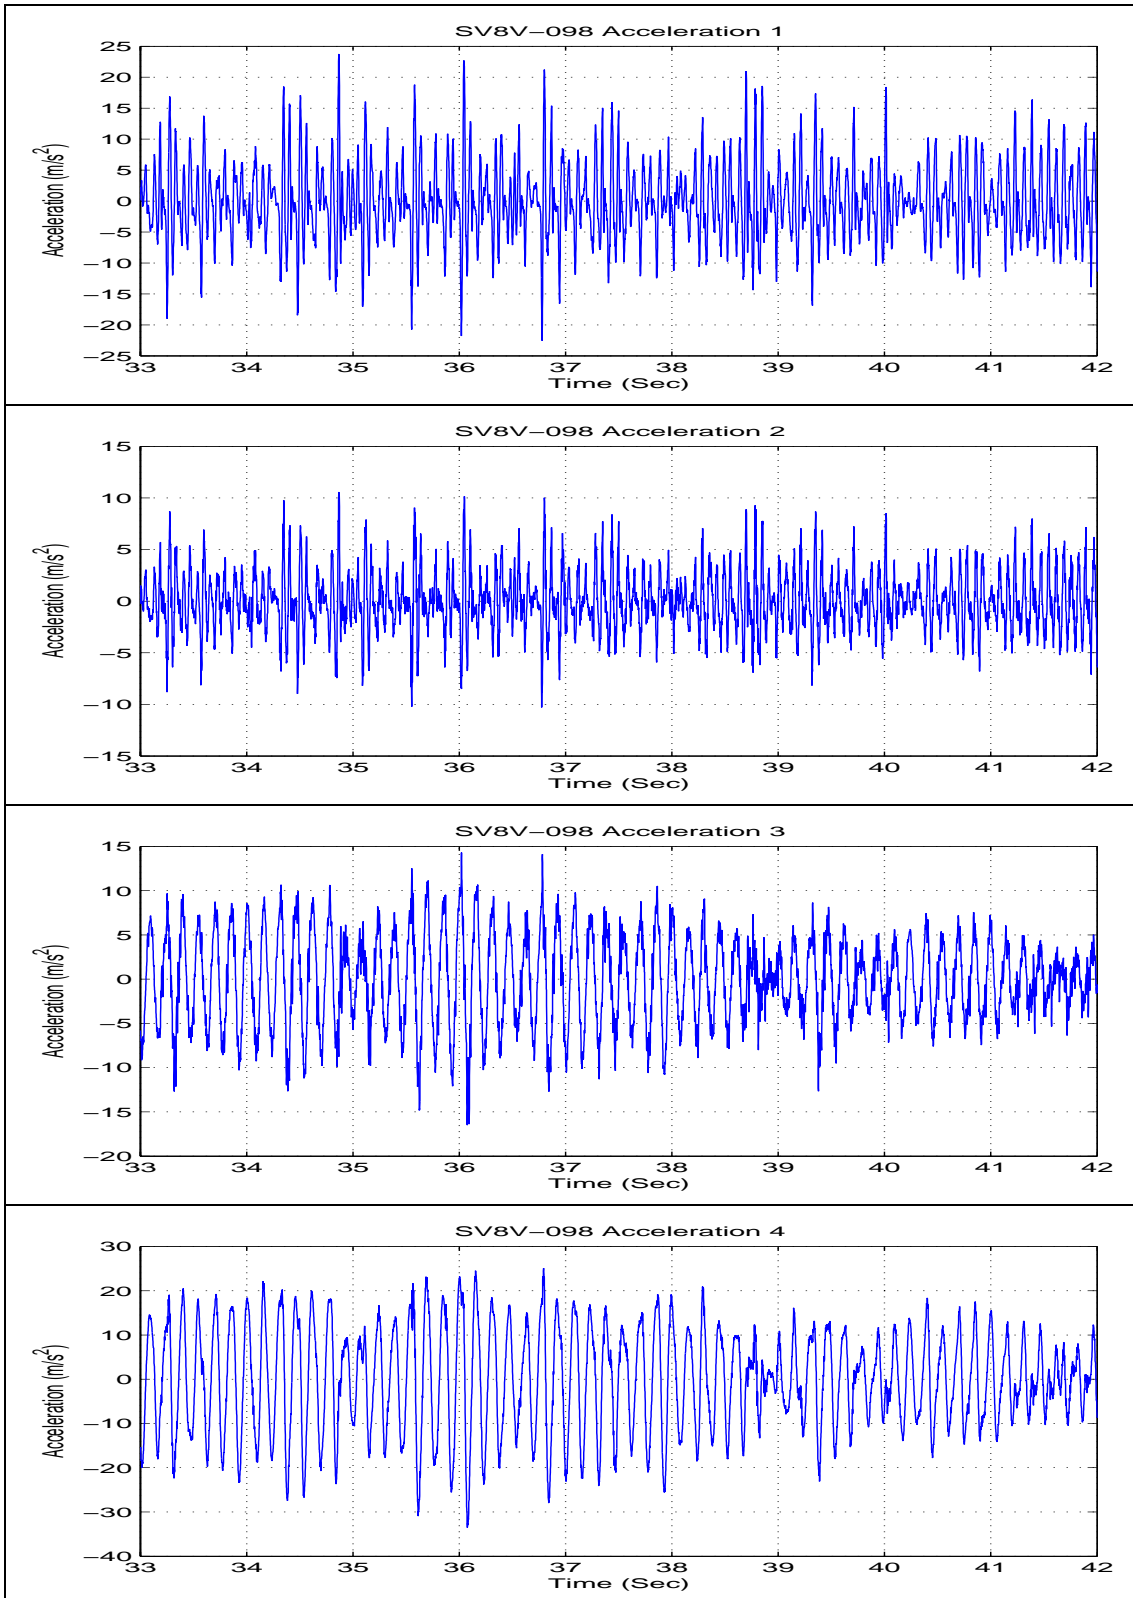 SV8V−098 Acceleration 1
25
20
15
10
5
0
−5
−10
−15
−20
−25
Acceleration (m/s2)
33 34 35 36 37 38 39 40 41 42
Time (Sec)
SV8V−098 Acceleration 2
15
10
5
0
−5
−10
−15
Acceleration (m/s2)
33 34 35 36 37 38 39 40 41 42
Time (Sec)
SV8V−098 Acceleration 3
15
10
5
0
−5
−10
−15
−20
Acceleration (m/s2)
33 34 35 36 37 38 39 40 41 42
Time (Sec)
SV8V−098 Acceleration 4
30
20
10
0
−10
−20
−30
−40
Acceleration (m/s2)
33 34 35 36 37 38 39 40 41 42
Time (Sec)